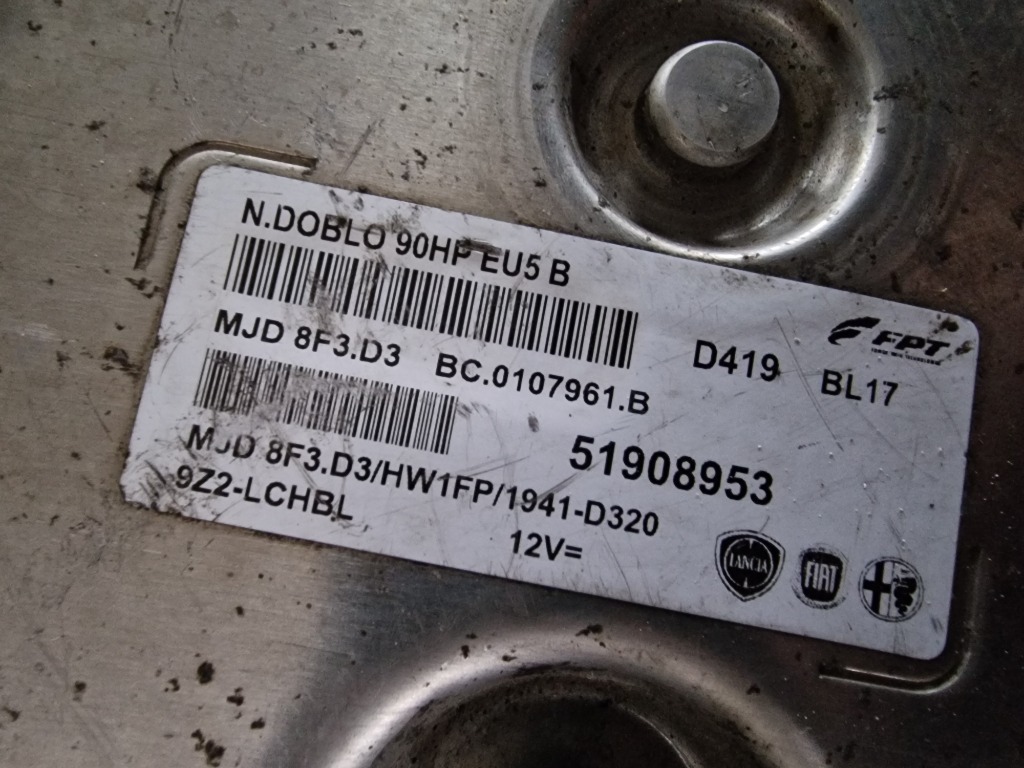 N.DOBLO 90HP EU5 B
MJD 8F3.D3 BC.0107961.B
D419 BL17
FPT
51908953
MJD 8F3.D3/HW1FP/1941-D320
9Z2-LCHBL
12V=
LANCIA
FIAT